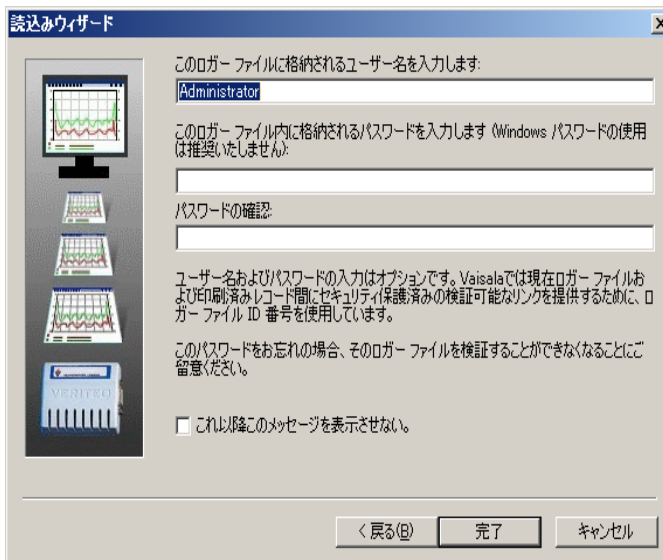 読込みウィザード
このロガー ファイルに格納されるユーザー名を入力します:
Administrator
このロガー ファイル内に格納されるパスワードを入力します (Windows パスワードの使用
は推奨いたしません):
パスワードの確認:
ユーザー名およびパスワードの入力はオプションです。Vaisalaでは現在ロガー ファイルお
よび印刷済みレコード間にセキュリティ保護済みの検証可能なリンクを提供するために、ロ
ガー ファイル ID 番号を使用しています。
このパスワードをお忘れの場合、そのロガー ファイルを検証することができなくなることにご
留意ください。
VERITEQ
これ以降このメッセージを表示させない。
< 戻る(B)
完了
キャンセル